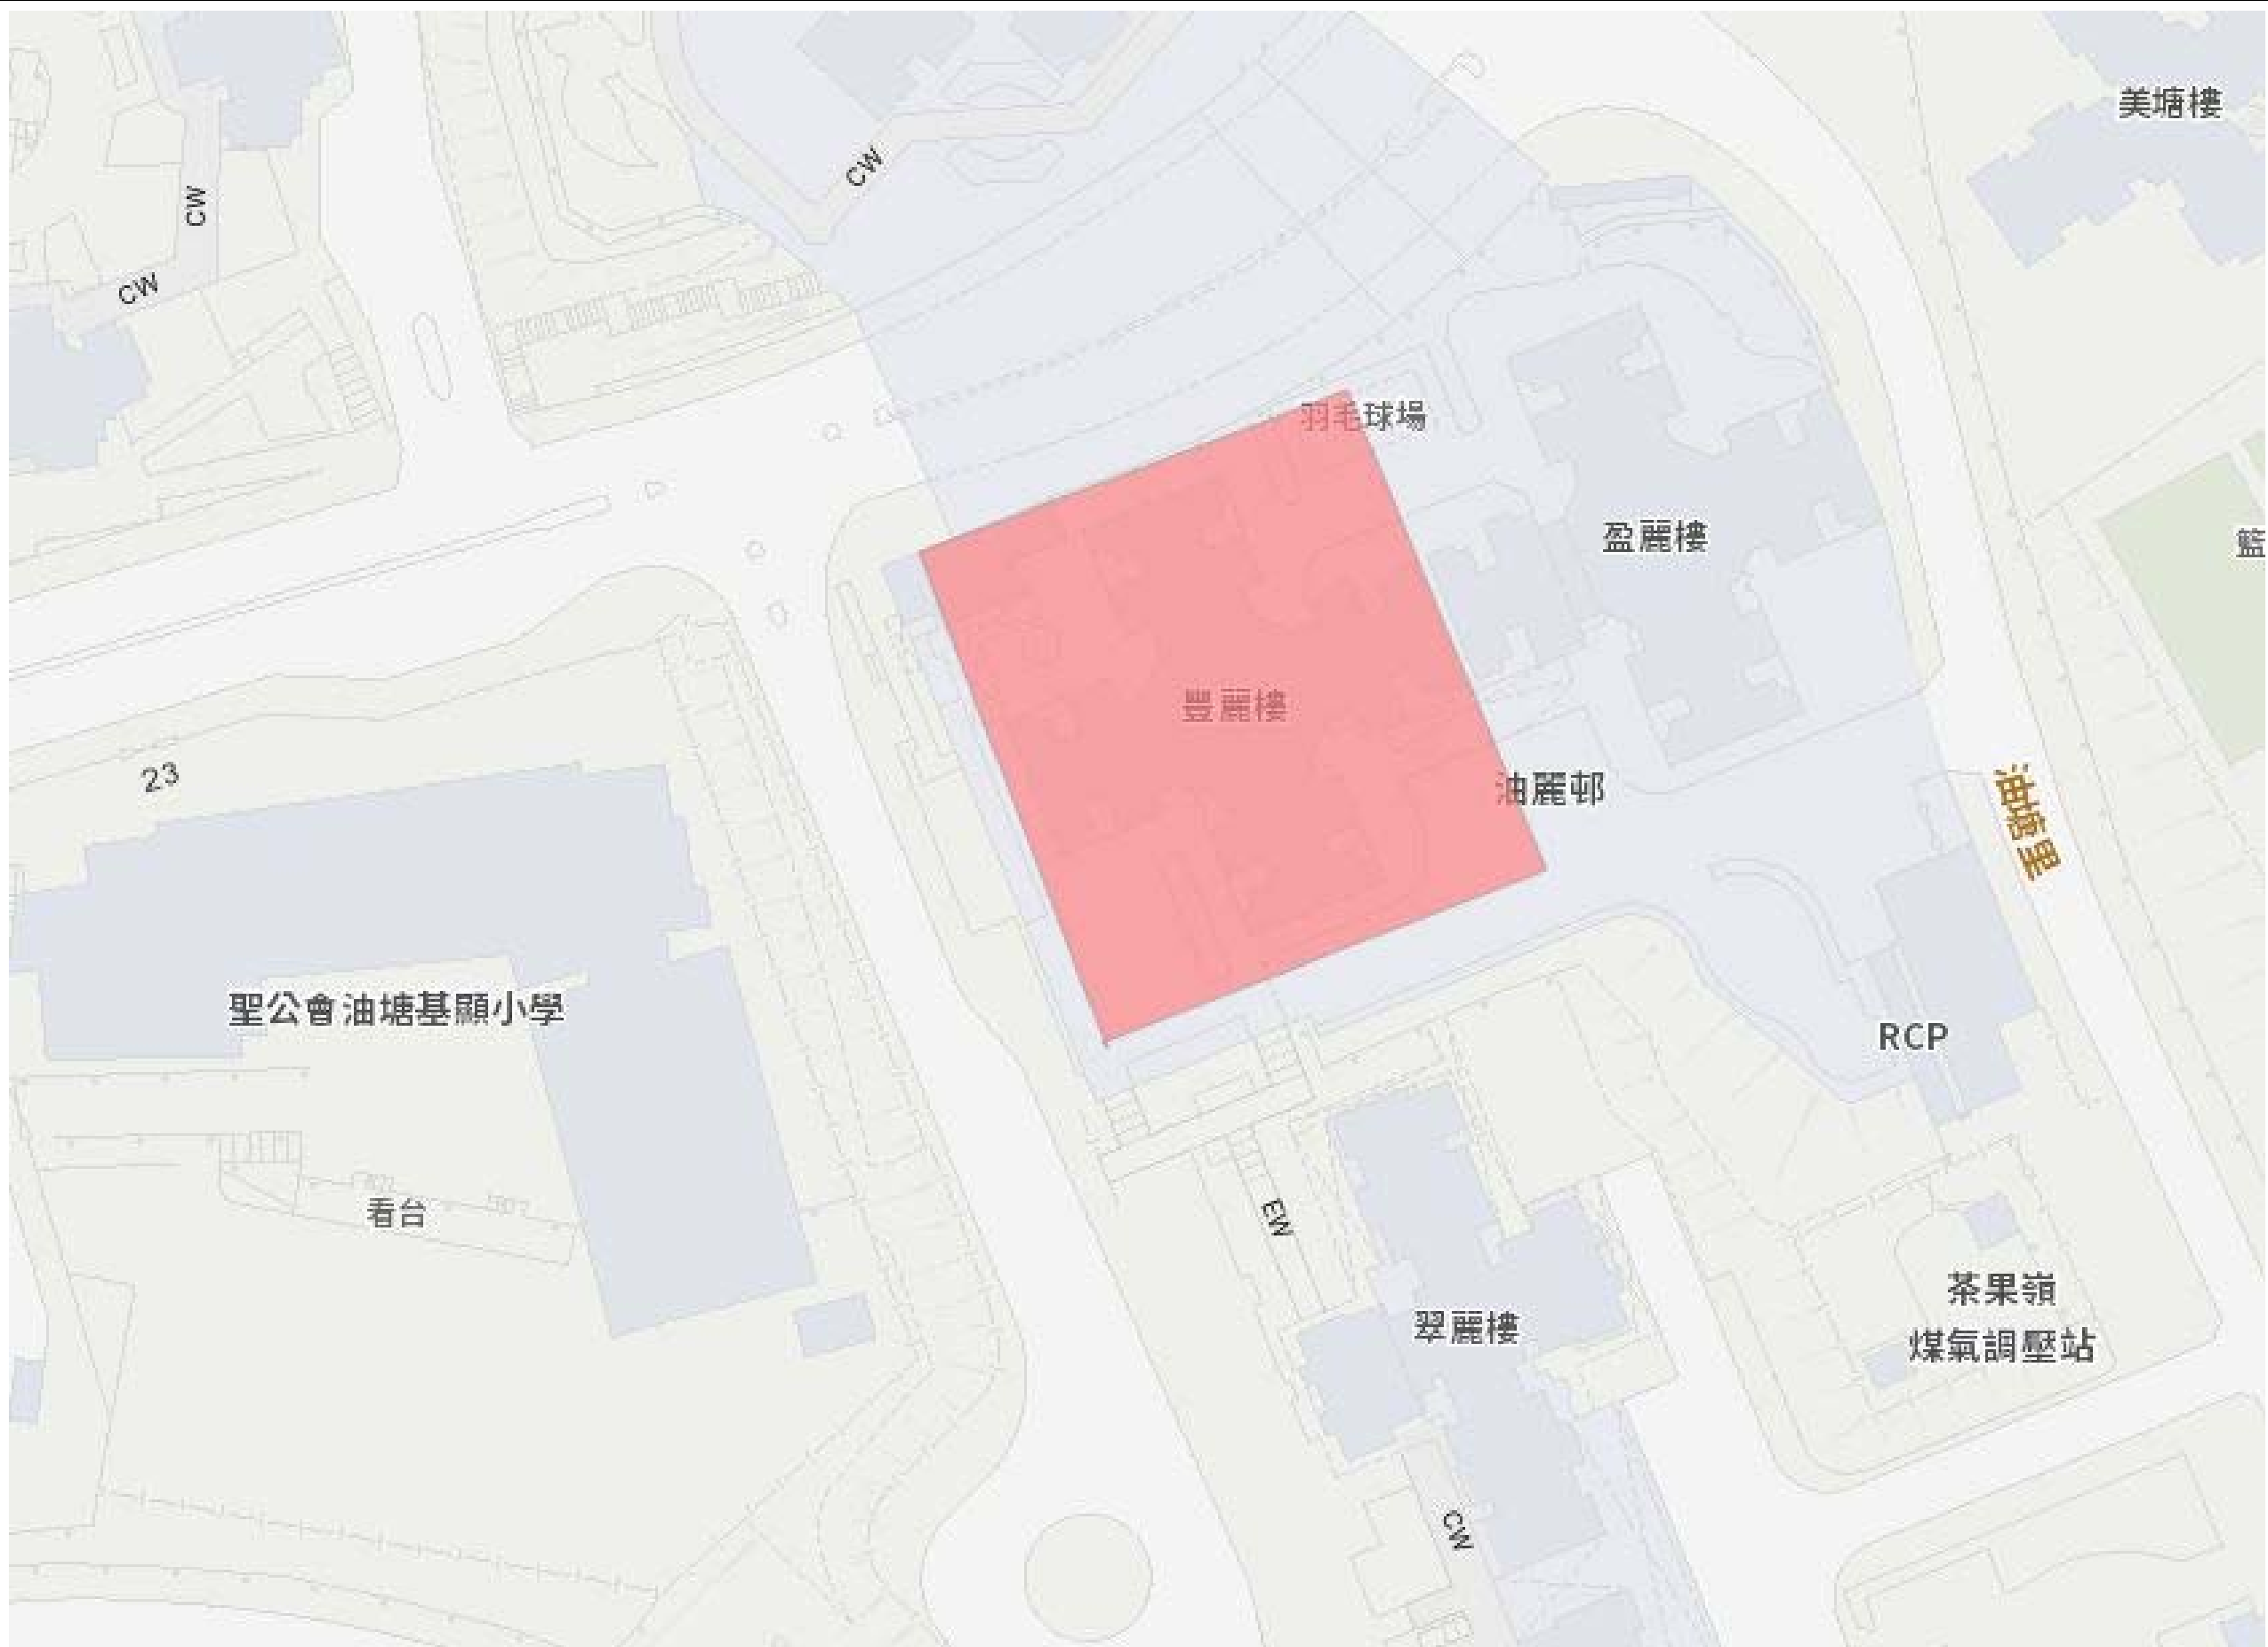 美塘樓
CW
CW
CW
羽毛球場
盈麗樓
籃
豐麗樓
油麗邨
油塘里
23
聖公會油塘基顯小學
RCP
看台
EW
茶果嶺
煤氣調壓站
翠麗樓
CW